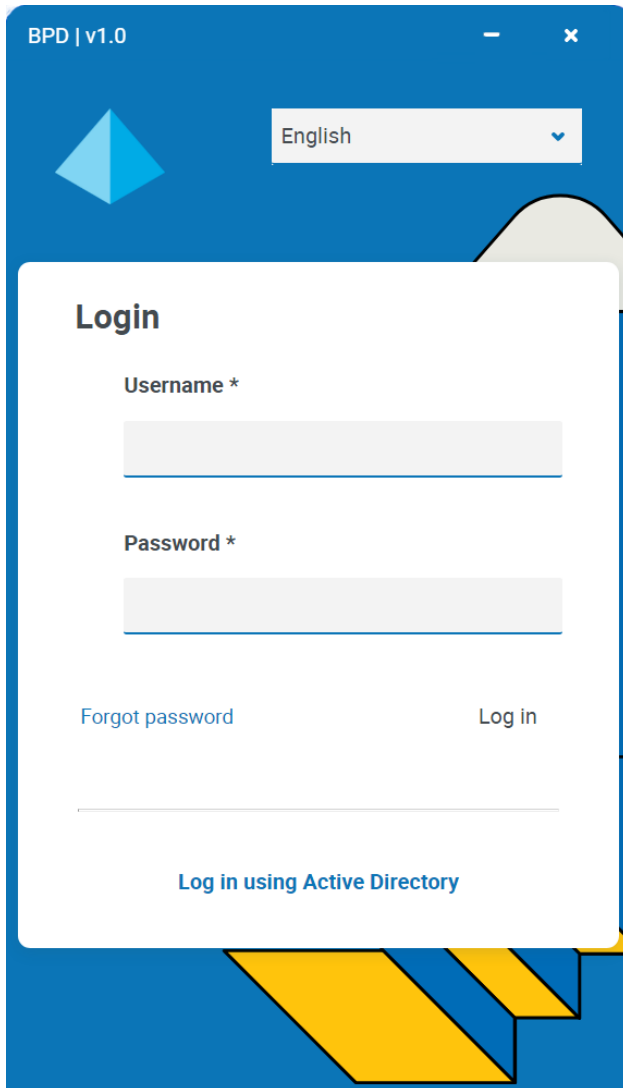 BPD | v1.0
English
Login
Username *
Password *
Forgot password
Log in
Log in using Active Directory